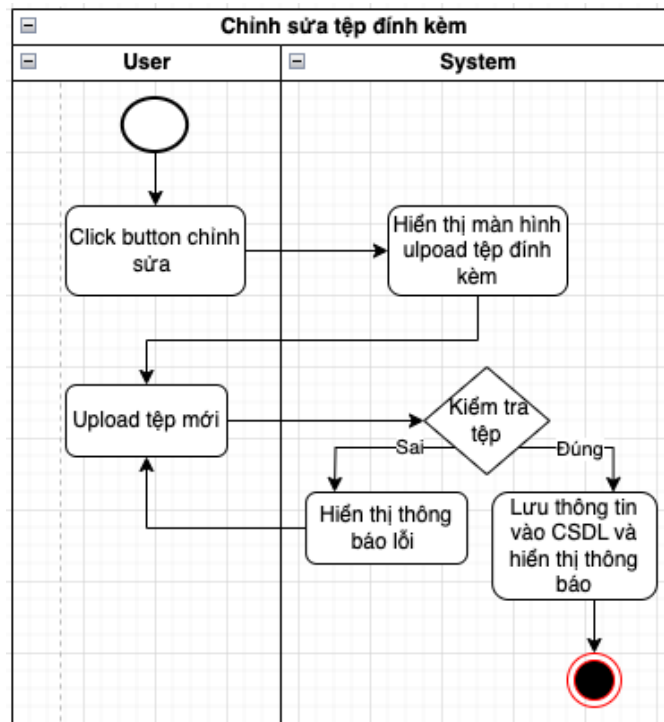 Chỉnh sửa tệp đính kèm
User
System
Click button chỉnh
sửa
Hiển thị màn hình
ulpoad tệp đính
kèm
Upload tệp mới
Kiểm tra
tệp
Sai
Đúng
Hiển thị thông
báo lỗi
Lưu thông tin
vào CSDL và
hiển thị thông
báo